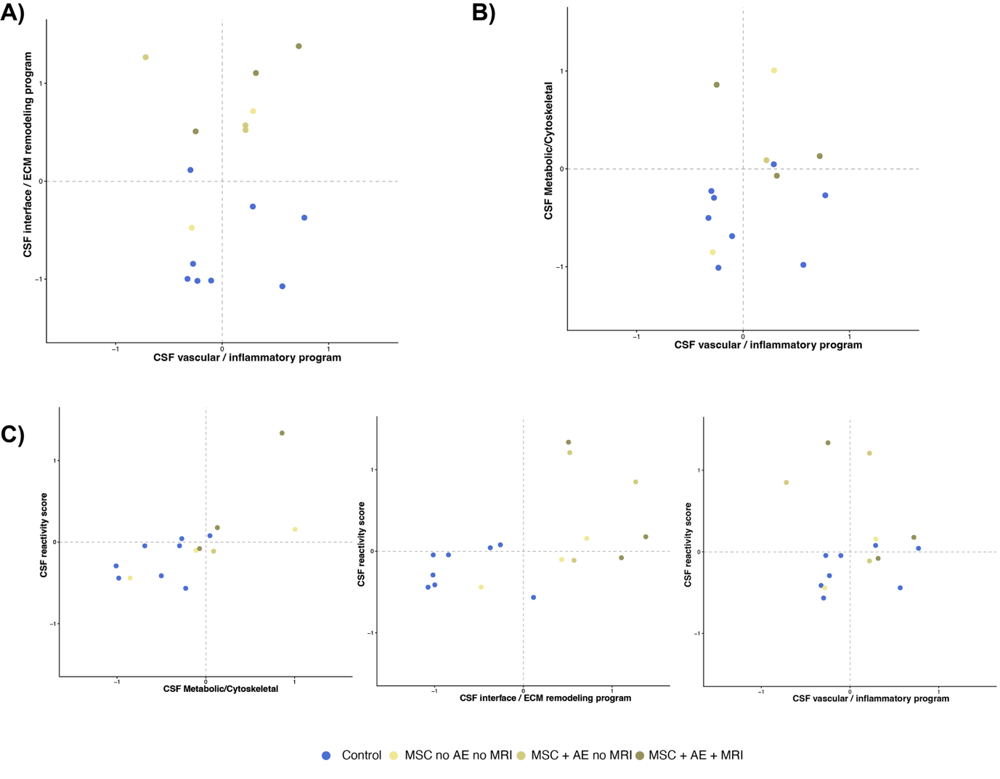 A)
B)
CSF interface / ECM remodeling program
1
0
−1
−1
0
1
CSF vascular / inflammatory program
CSF Metabolic/Cytoskeletal
1
0
−1
−1
0
1
CSF vascular / inflammatory program
C)
CSF reactivity score
1
0
−1
−1
0
1
CSF Metabolic/Cytoskeletal
CSF reactivity score
1
0
−1
−1
0
1
CSF interface / ECM remodeling program
CSF reactivity score
1
0
−1
−1
0
1
CSF vascular / inflammatory program
Control MSC no AE no MRI MSC + AE no MRI MSC + AE + MRI